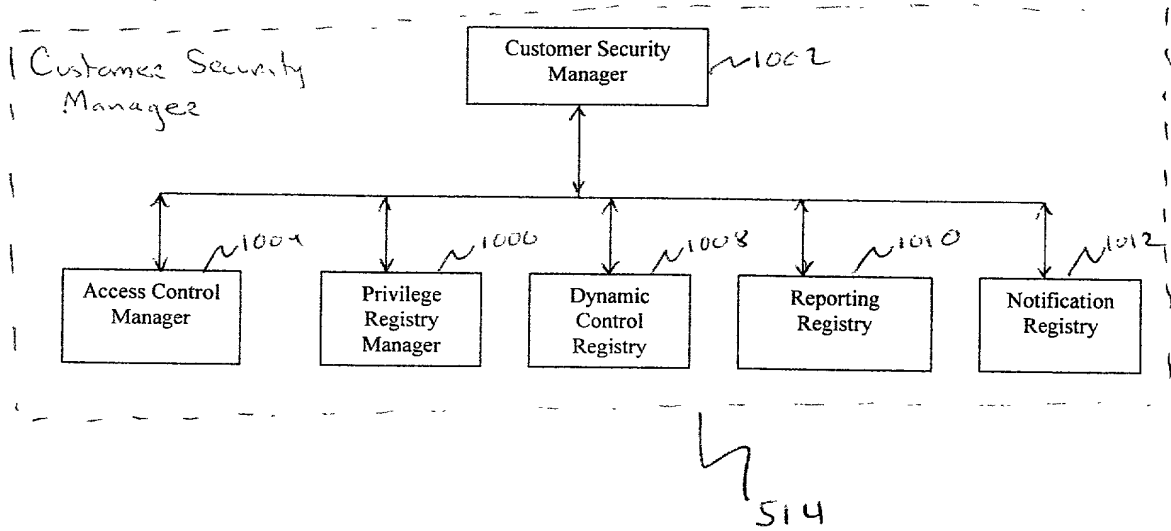 Customer Security
Manager
1002
Customer Security
Manager
1004
1006
1008
1010
1012
Access Control
Manager
Privilege
Registry
Manager
Dynamic
Control
Registry
Reporting
Registry
Notification
Registry
514